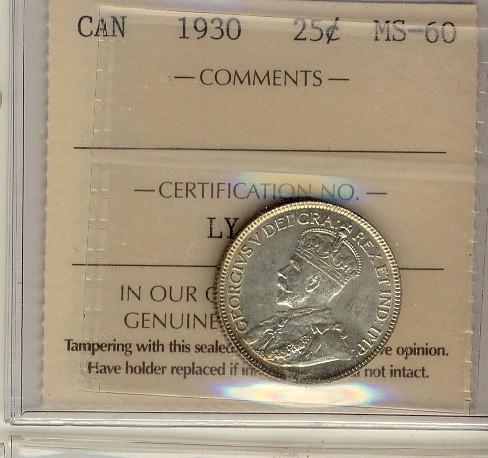 CAN 1930 25¢ MS-60
— COMMENTS —
— CERTIFICATION NO. —
LY
IN OUR
GENUINE
Tampering with this sealed opinion.
Have holder replaced if not intact.
GEORGIVS V DEI GRA: REX ET IND: IMP: